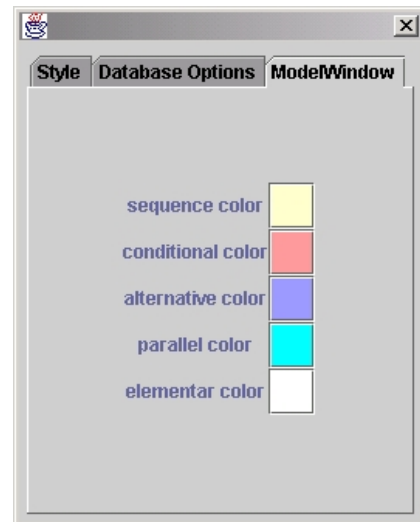 Style Database Options ModelWindow
sequence color
conditional color
alternative color
parallel color
elementar color